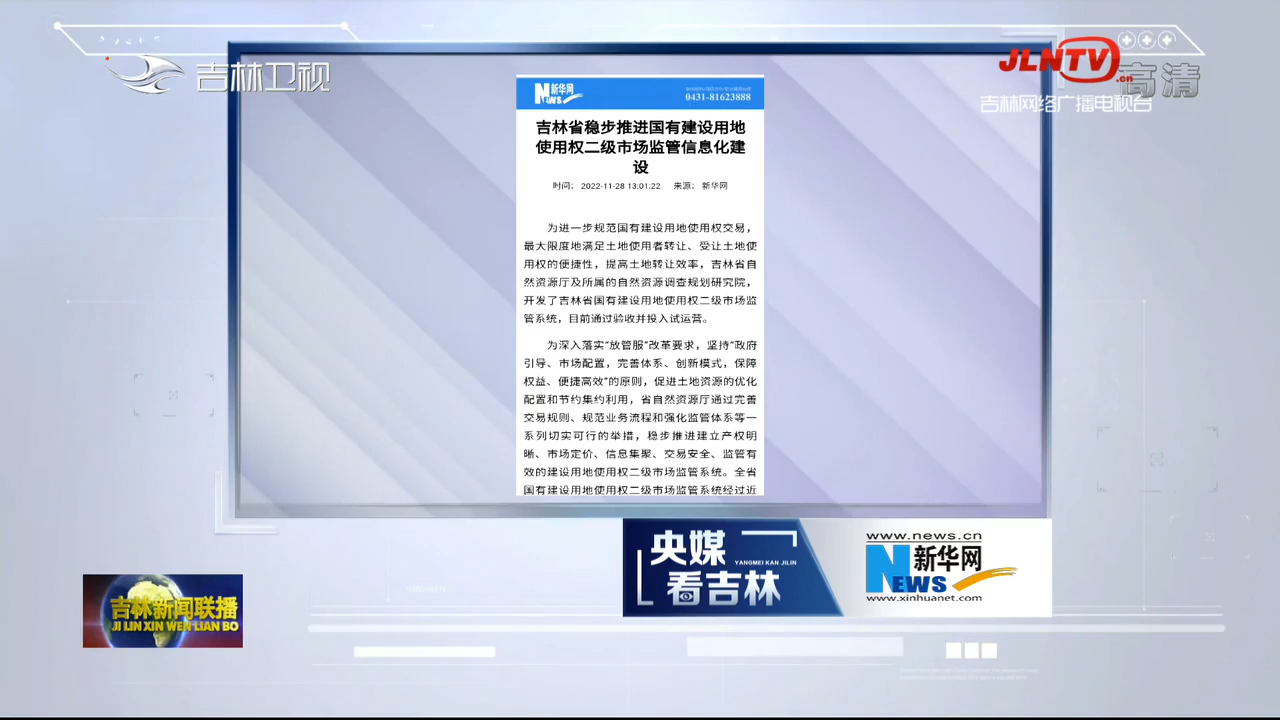 吉林卫视
JLNTV.cn
高清
吉林网络广播电视台
新华网
NEWS
0431-81623888
吉林省稳步推进国有建设用地
使用权二级市场监管信息化建
设
时间： 2022-11-28 13:01:22 来源： 新华网
为进一步规范国有建设用地使用权交易，
最大限度地满足土地使用者转让、受让土地使
用权的便捷性，提高土地转让效率，吉林省自
然资源厅及所属的自然资源调查规划研究院，
开发了吉林省国有建设用地使用权二级市场监
管系统，目前通过验收并投入试运营。
为深入落实“放管服”改革要求，坚持“政府
引导、市场配置，完善体系、创新模式，保障
权益、便捷高效”的原则，促进土地资源的优化
配置和节约集约利用，省自然资源厅通过完善
交易规则、规范业务流程和强化监管体系等一
系列切实可行的举措，稳步推进建立产权明
晰、市场定价、信息集聚、交易安全、监管有
效的建设用地使用权二级市场监管系统。全省
国有建设用地使用权二级市场监管系统经过近
央媒
YANGMEI KAN JILIN
看吉林
www.news.cn
新华网
NEWS
www.xinhuanet.com
吉林新闻联播
JI LIN XIN WEN LIAN BO